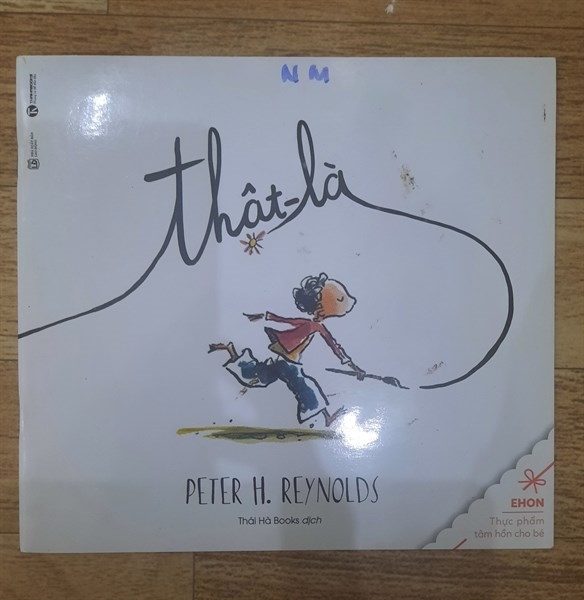 N M
thật-là
PETER H. REYNOLDS
Thái Hà Books dịch
EHON
Thực phẩm
tâm hồn cho bé